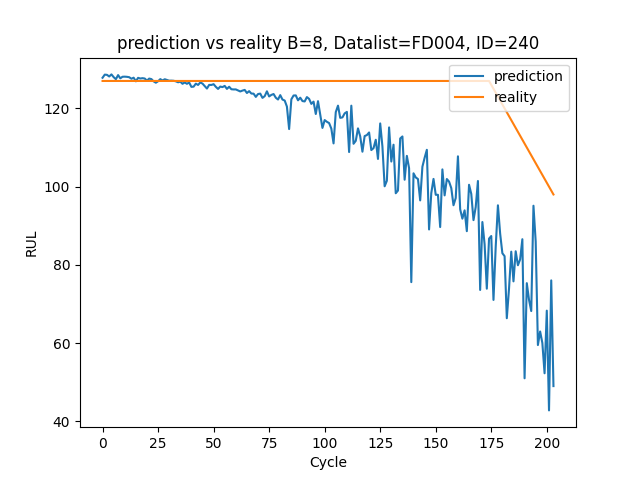 prediction vs reality B=8, Datalist=FD004, ID=240
prediction
reality
RUL
120
100
80
60
40
0 25 50 75 100 125 150 175 200
Cycle